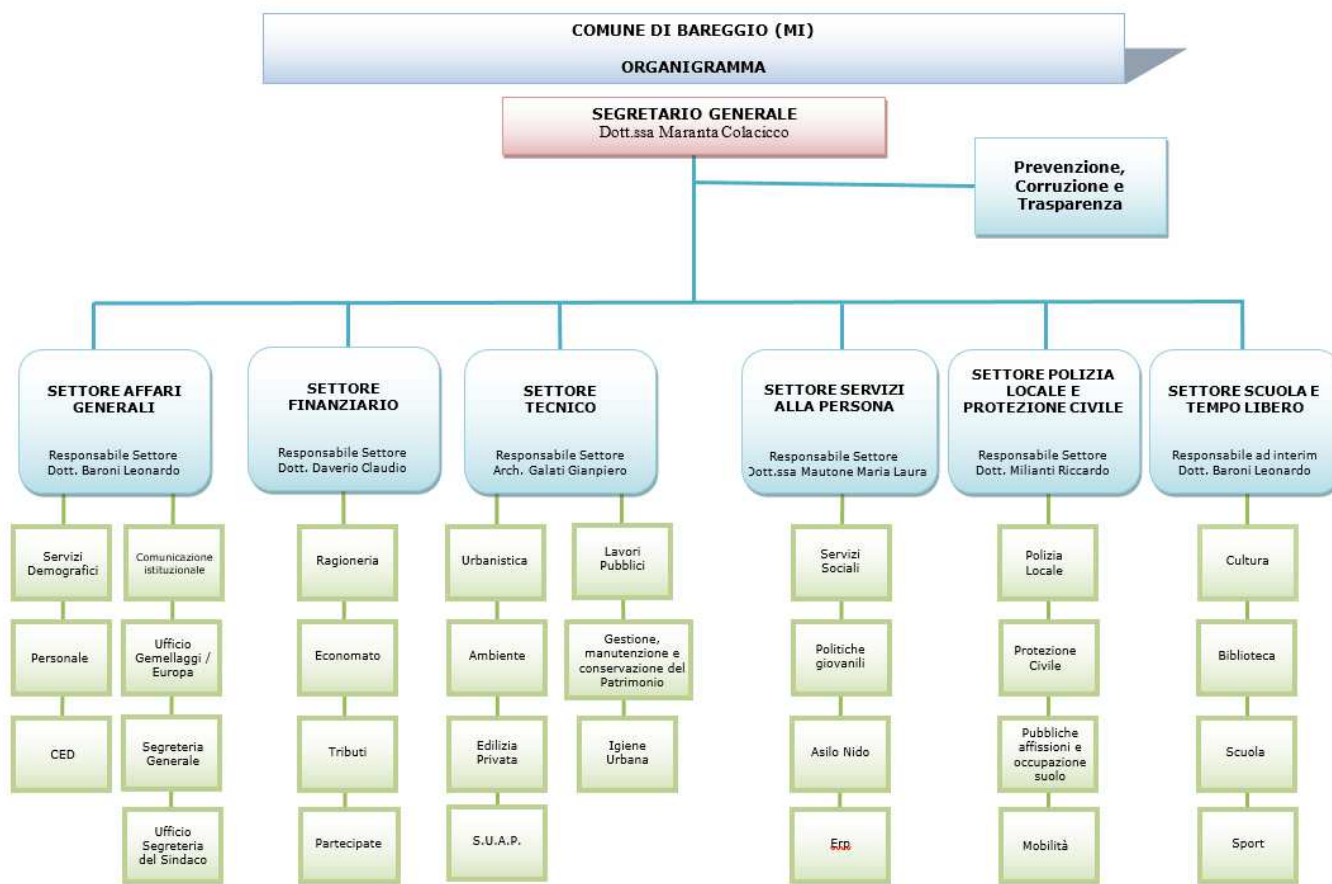 COMUNE DI BAREGGIO (MI)
ORGANIGRAMMA
SEGRETARIO GENERALE
Dott.ssa Maranta Colacicco
Prevenzione,
Corruzione e
Trasparenza
SETTORE AFFARI
GENERALI
Responsabile Settore
Dott. Baroni Leonardo
SETTORE
FINANZIARIO
Responsabile Settore
Dott. Daverio Claudio
SETTORE
TECNICO
Responsabile Settore
Arch. Galati Gianpiero
SETTORE SERVIZI
ALLA PERSONA
Responsabile Settore
Dott.ssa Mautone Maria Laura
SETTORE POLIZIA
LOCALE E
PROTEZIONE CIVILE
Responsabile Settore
Dott. Milianti Riccardo
SETTORE SCUOLA E
TEMPO LIBERO
Responsabile ad interim
Dott. Baroni Leonardo
Servizi
Demografici
Personale
CED
Comunicazione
istituzionale
Ufficio
Gemellaggi /
Europa
Segreteria
Generale
Ufficio
Segreteria
del Sindaco
Ragioneria
Economato
Tributi
Partecipate
Urbanistica
Ambiente
Edilizia
Privata
S.U.A.P.
Lavori
Pubblici
Gestione,
manutenzione e
conservazione del
Patrimonio
Igiene
Urbana
Servizi
Sociali
Politiche
giovanili
Asilo Nido
Erp
Polizia
Locale
Protezione
Civile
Pubbliche
affissioni e
occupazione
suolo
Mobilità
Cultura
Biblioteca
Scuola
Sport